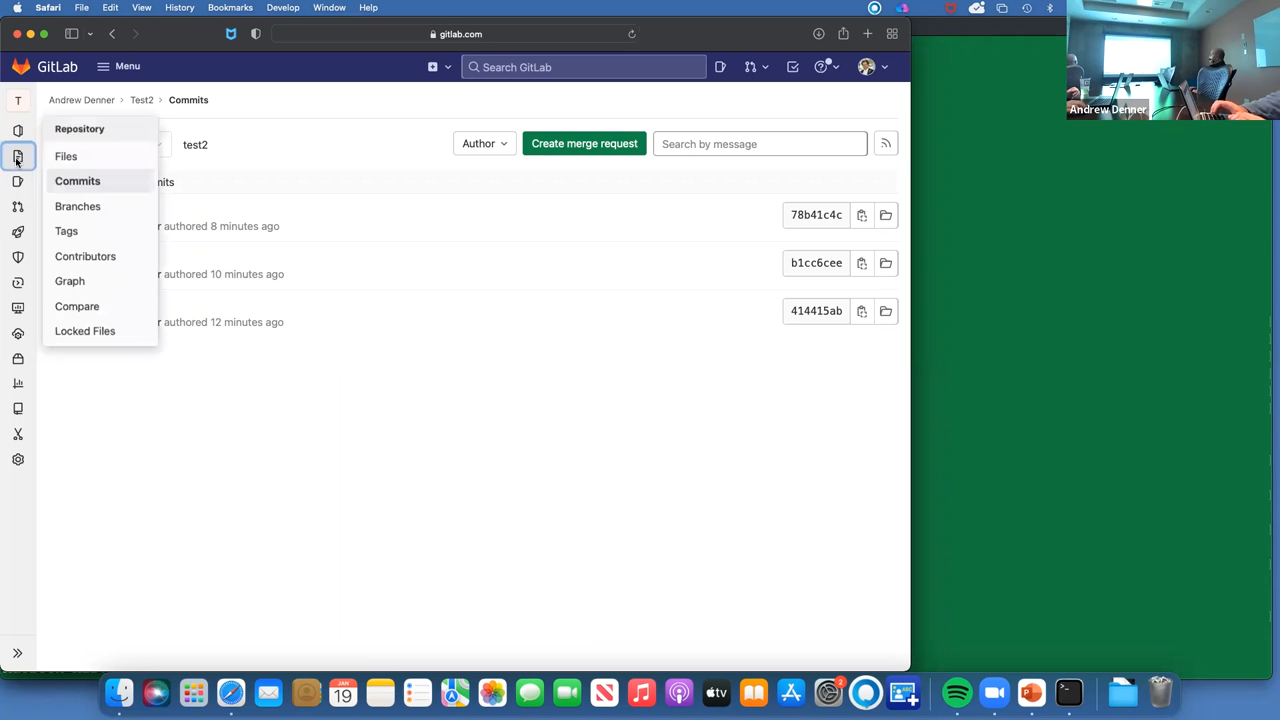 Safari File Edit View History Bookmarks Develop Window Help
gitlab.com
GitLab Menu Search GitLab
Andrew Denner
T Andrew Denner > Test2 > Commits
Repository
test2 Author Create merge request Search by message
Files
Commits
mits
Branches
r authored 8 minutes ago 78b41c4c
Tags
Contributors
r authored 10 minutes ago b1cc6cee
Graph
Compare
r authored 12 minutes ago 414415ab
Locked Files
JAN
19
tv
2
ABC